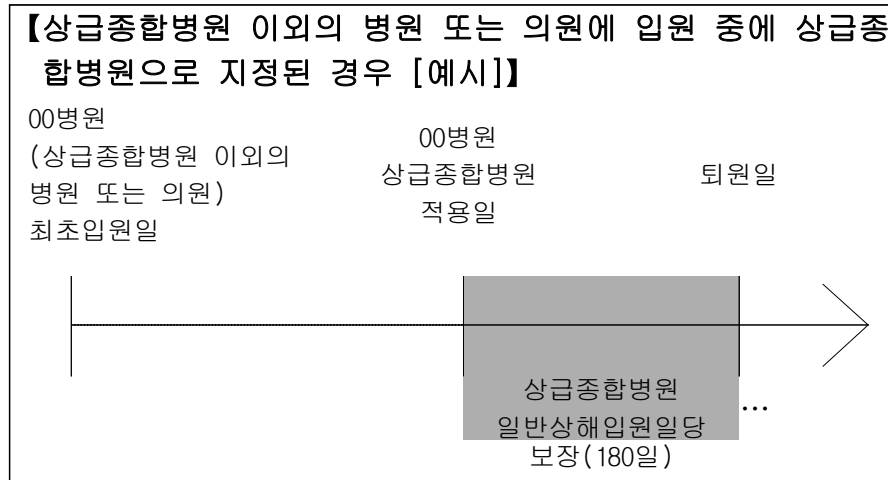 【상급종합병원 이외의 병원 또는 의원에 입원 중에 상급종
합병원으로 지정된 경우 [예시]】
00병원
(상급종합병원 이외의
병원 또는 의원)
최초입원일
00병원
상급종합병원
적용일
퇴원일
상급종합병원
일반상해입원일당
보장(180일)
...